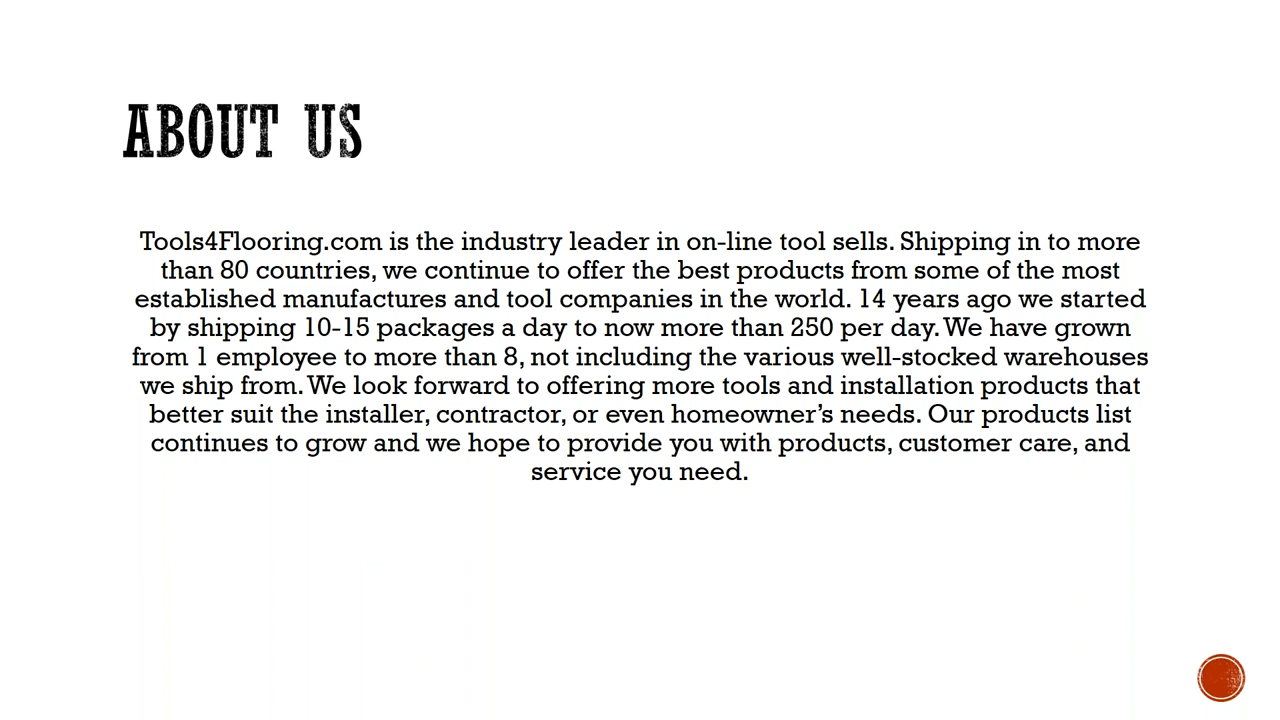 ABOUT US
Tools4Flooring.com is the industry leader in on-line tool sells. Shipping in to more
than 80 countries, we continue to offer the best products from some of the most
established manufactures and tool companies in the world. 14 years ago we started
by shipping 10-15 packages a day to now more than 250 per day. We have grown
from 1 employee to more than 8, not including the various well-stocked warehouses
we ship from. We look forward to offering more tools and installation products that
better suit the installer, contractor, or even homeowner’s needs. Our products list
continues to grow and we hope to provide you with products, customer care, and
service you need.